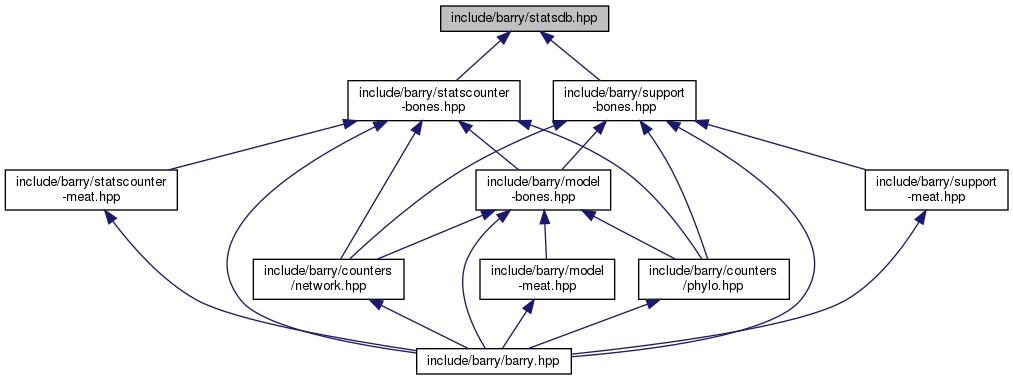 include/barry/statsdb.hpp
include/barry/statscounter
-bones.hpp
include/barry/support
-bones.hpp
include/barry/statscounter
-meat.hpp
include/barry/model
-bones.hpp
include/barry/support
-meat.hpp
include/barry/counters
/network.hpp
include/barry/model
-meat.hpp
include/barry/counters
/phylo.hpp
include/barry/barry.hpp